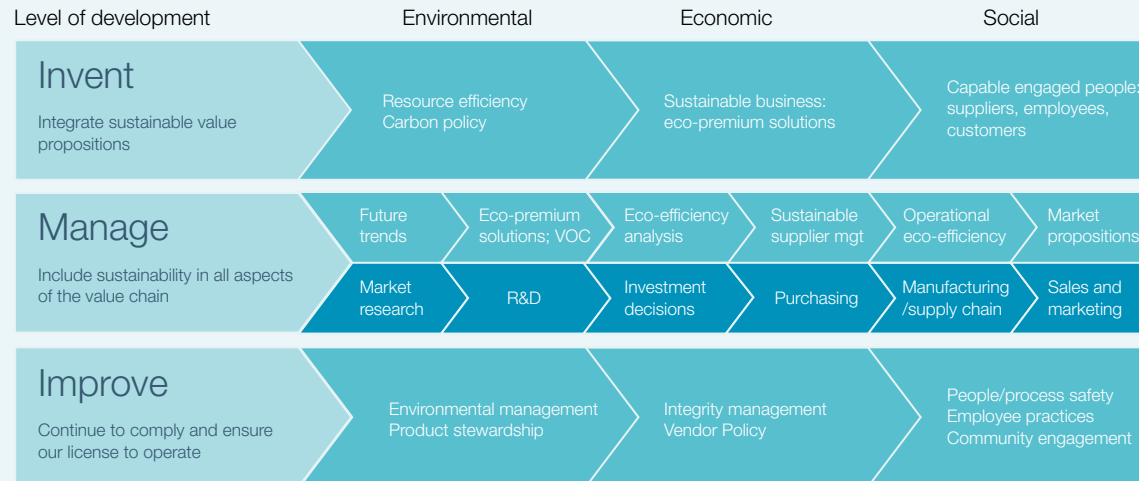 Level of development
Environmental
Economic
Social
Invent
Integrate sustainable value
propositions
Resource efficiency
Carbon policy
Sustainable business:
eco-premium solutions
Capable engaged people:
suppliers, employees,
customers
Manage
Include sustainability in all aspects
of the value chain
Future
trends
Eco-premium
solutions; VOC
Eco-efficiency
analysis
Sustainable
supplier mgt
Operational
eco-efficiency
Market
propositions
Market
research
R&D
Investment
decisions
Purchasing
Manufacturing
/supply chain
Sales and
marketing
Improve
Continue to comply and ensure
our license to operate
Environmental management
Product stewardship
Integrity management
Vendor Policy
People/process safety
Employee practices
Community engagement